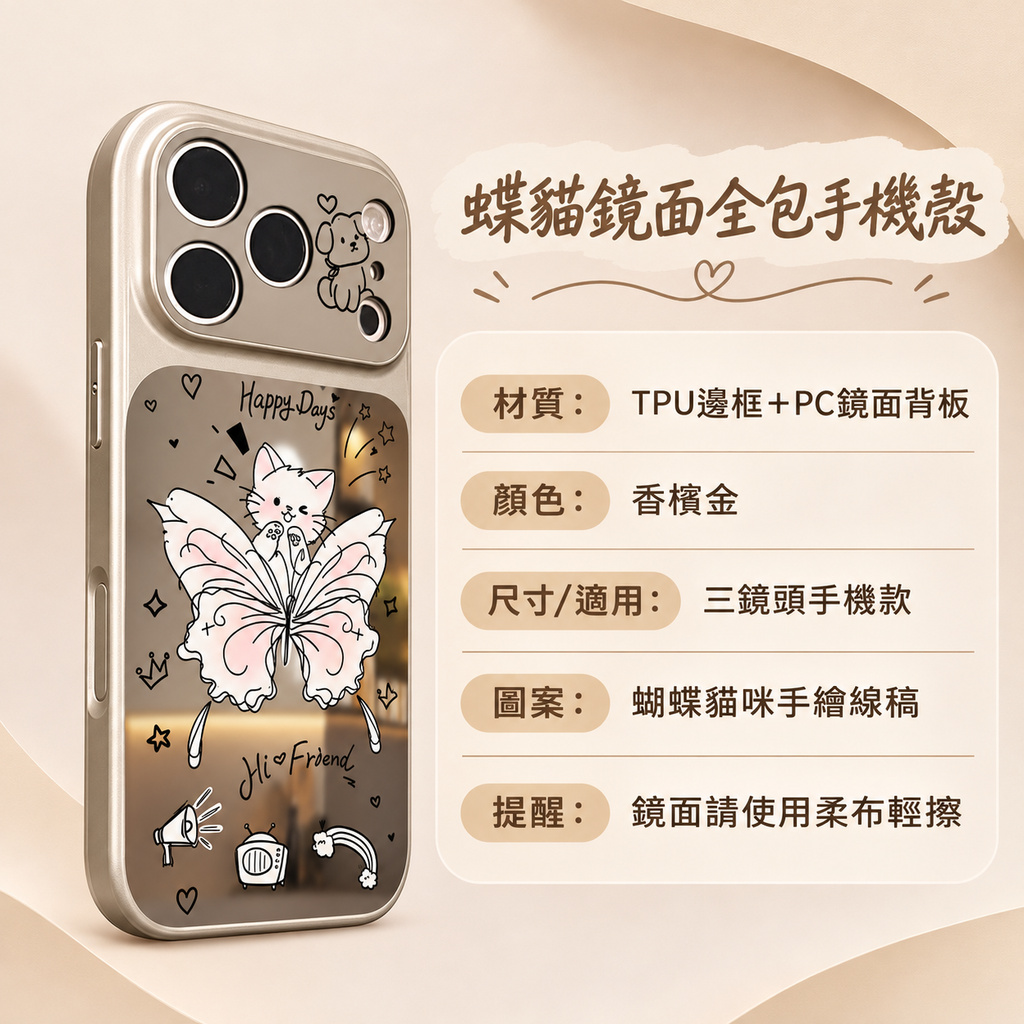 蝶貓鏡面全包手機殼
材質：TPU邊框＋PC鏡面背板
顏色：香檳金
尺寸/適用：三鏡頭手機款
圖案：蝴蝶貓咪手繪線稿
提醒：鏡面請使用柔布輕擦
Happy Days
Hi Friend